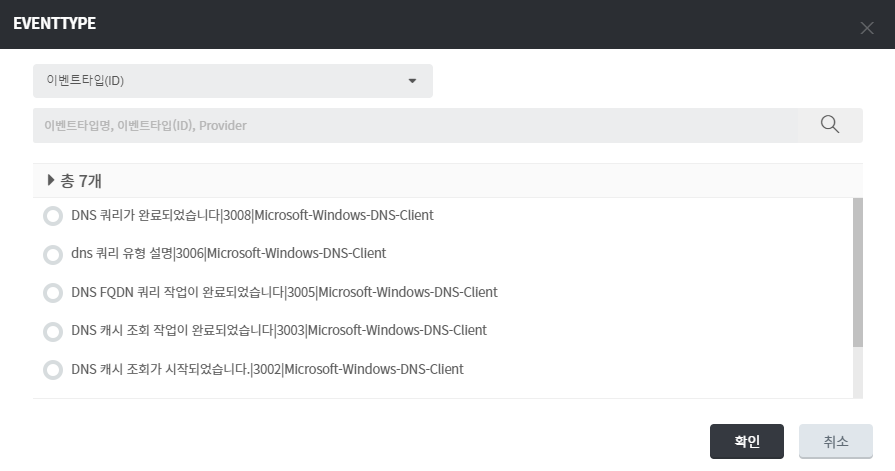 EVENTTYPE
이벤트타입(ID)
이벤트타입명, 이벤트타입(ID), Provider
총 7개
DNS 쿼리가 완료되었습니다|3008|Microsoft-Windows-DNS-Client
dns 쿼리 유형 설명|3006|Microsoft-Windows-DNS-Client
DNS FQDN 쿼리 작업이 완료되었습니다|3005|Microsoft-Windows-DNS-Client
DNS 캐시 조회 작업이 완료되었습니다|3003|Microsoft-Windows-DNS-Client
DNS 캐시 조회가 시작되었습니다.|3002|Microsoft-Windows-DNS-Client
확인 취소